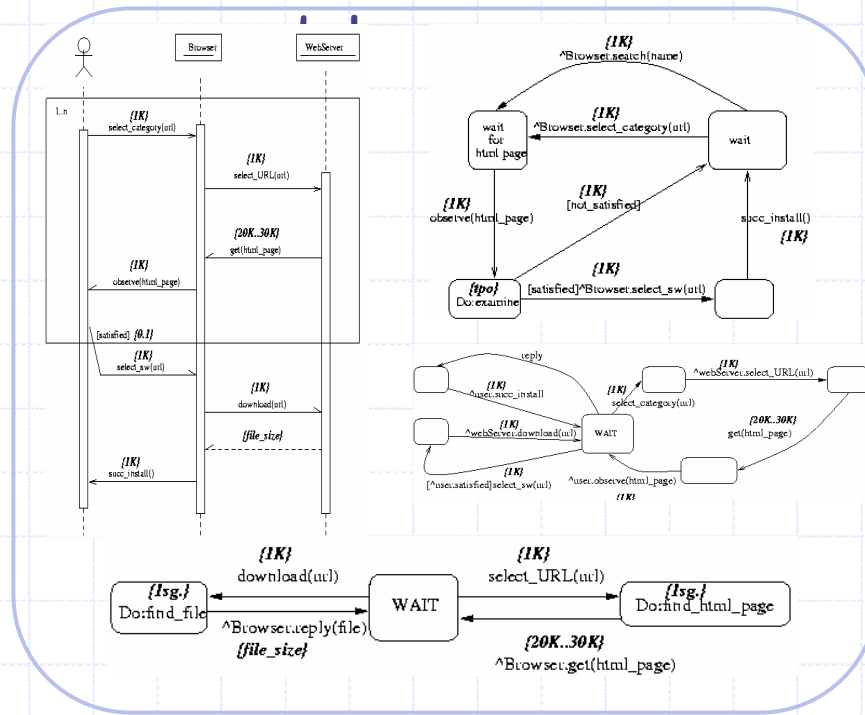 Browser
WebServer
1..n
{1K}
select_category(url)
{1K}
select_URL(url)
{20K..30K}
get(html_page)
{1K}
observe(html_page)
[satisfied] {0.1}
{1K}
select_sw(url)
{1K}
download(url)
{file_size}
{1K}
succ_install()
{1K}
^Browser.search(name)
{1K}
^Browser.select_category(url)
wait
for
html page
wait
{1K}
observe(html_page)
{1K}
[not_satisfied]
succ_install()
{1K}
{tpo}
Do:examine
{1K}
[satisfied]^Browser.select_sw(url)
reply
{1K}
^user.succ_install
{1K}
^webServer.download(url)
{1K}
[^user.satisfied]select_sw(url)
WAIT
{1K}
select_category(url)
{1K}
^webServer.select_URL(url)
{20K..30K}
get(html_page)
^user.observe(html_page)
{1K}
{1K}
download(url)
{1K}
select_URL(url)
{1sg.}
Do:find_file
WAIT
{1sg.}
Do:find_html_page
^Browser.reply(file)
{file_size}
{20K..30K}
^Browser.get(html_page)